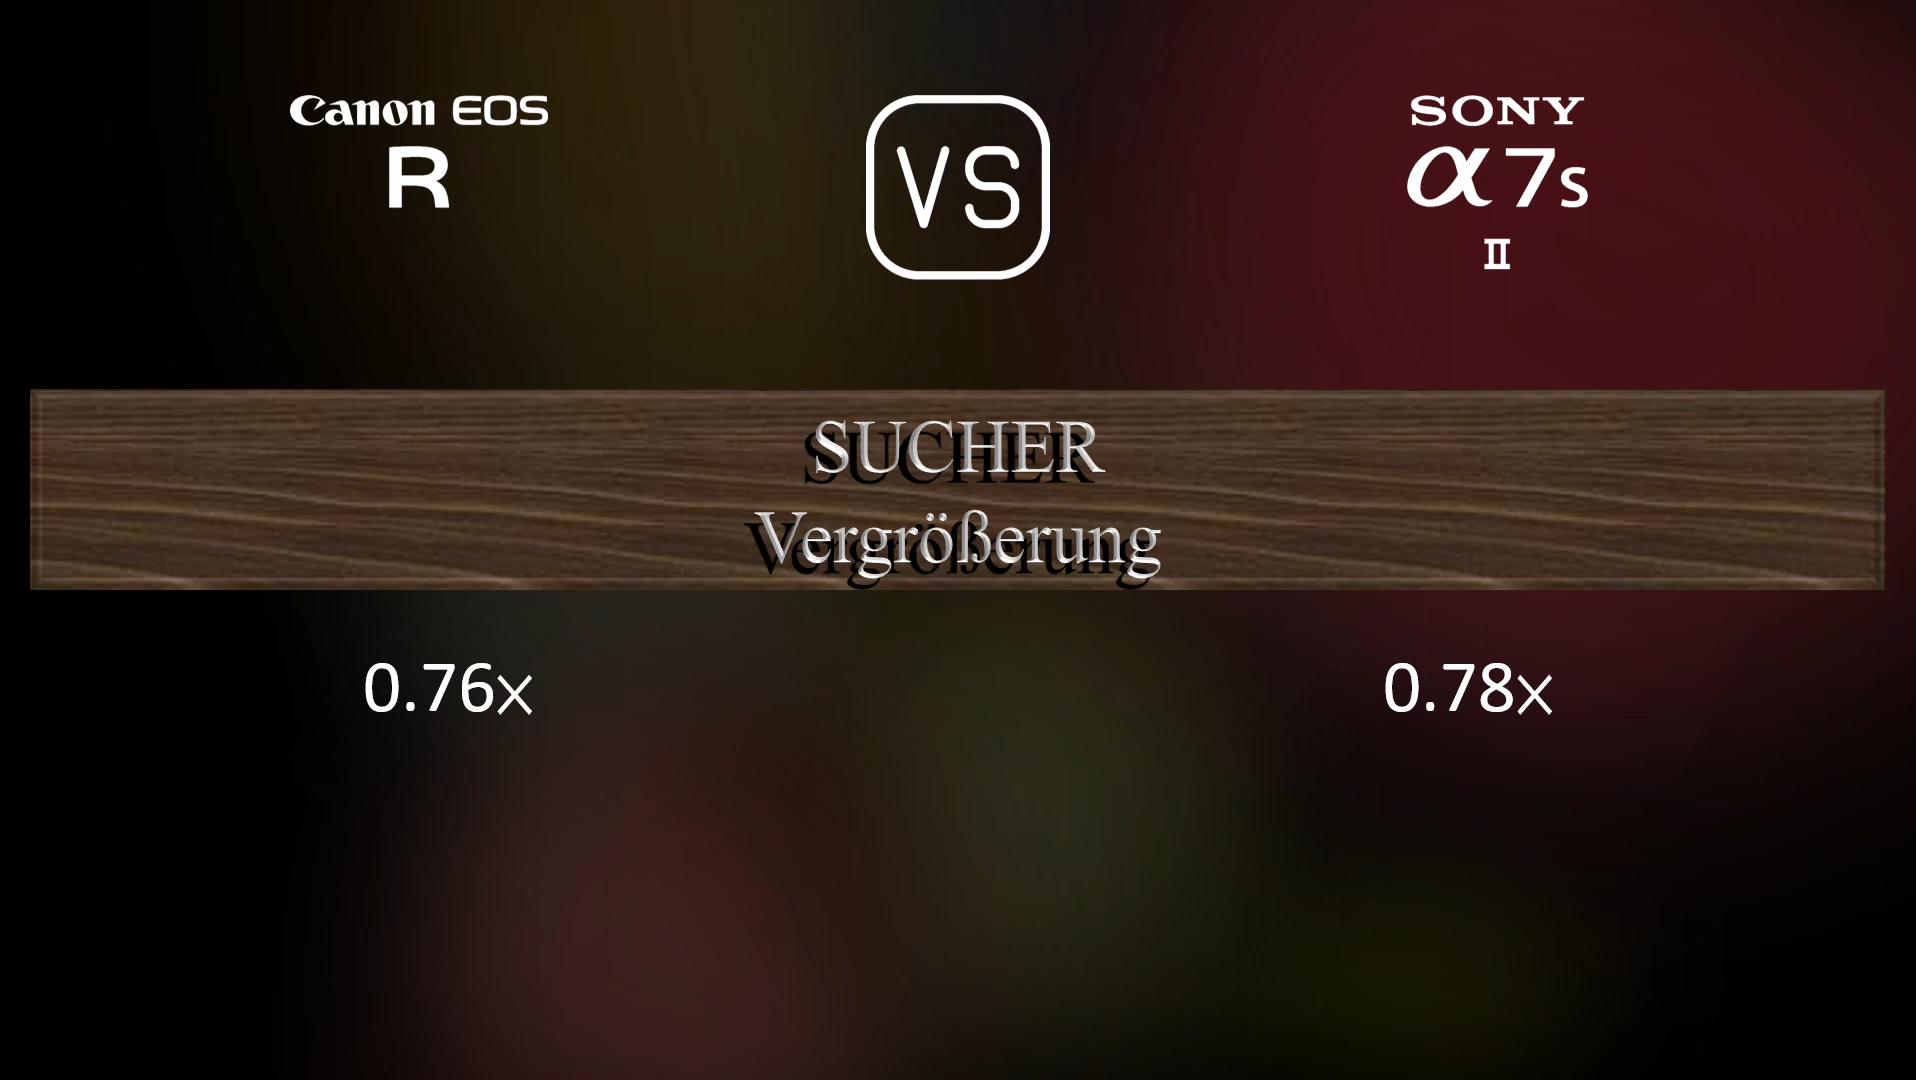 Canon EOS
R
VS
SONY
α7s
II
SUCHER
Vergrößerung
0.76x
0.78x